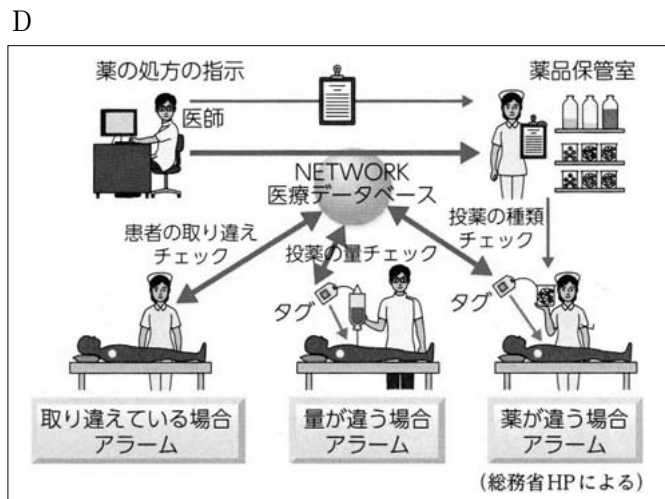 D
薬の処方の指示
医師
薬品保管室
NETWORK
医療データベース
患者の取り違え
チェック
投薬の量チェック
投薬の種類
チェック
タグ
タグ
取り違えている場合
アラーム
量が違う場合
アラーム
薬が違う場合
アラーム
(総務省HPによる)